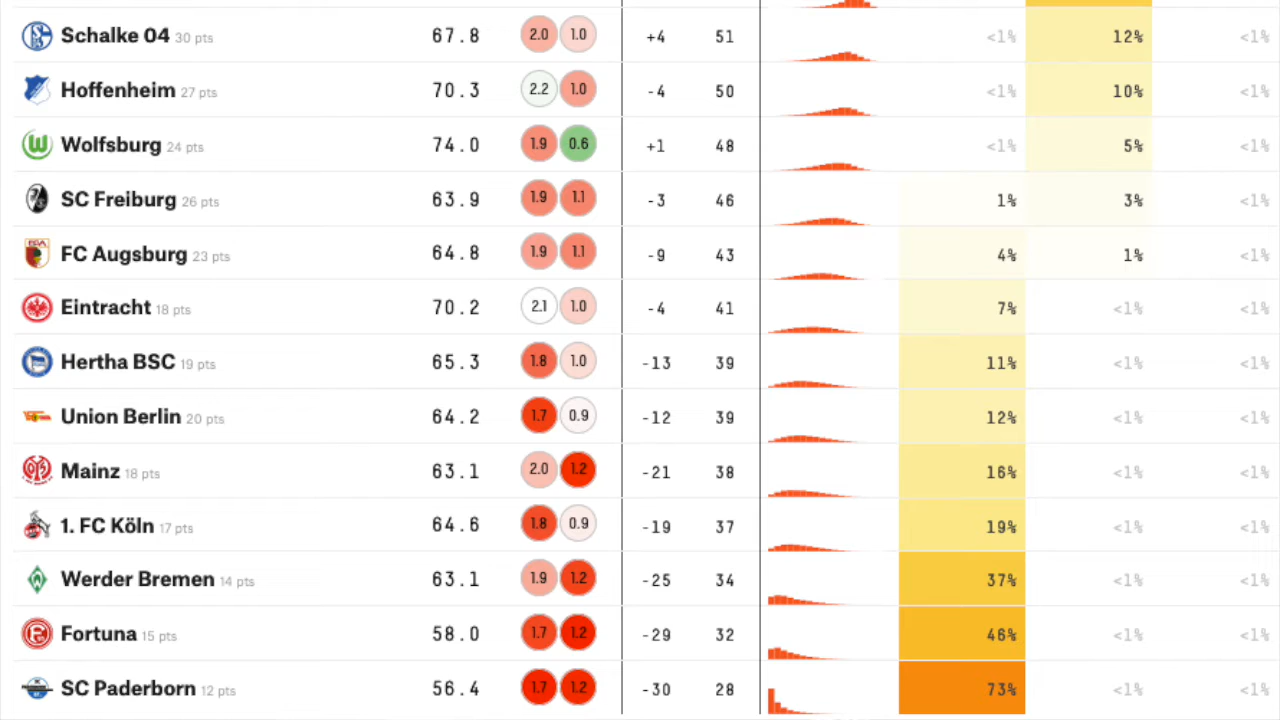 Schalke 04 30 pts 67.8 2.0 1.0 +4 51 <1% 12% <1%
Hoffenheim 27 pts 70.3 2.2 1.0 -4 50 <1% 10% <1%
Wolfsburg 24 pts 74.0 1.9 0.6 +1 48 <1% 5% <1%
SC Freiburg 26 pts 63.9 1.9 1.1 -3 46 1% 3% <1%
FC Augsburg 23 pts 64.8 1.9 1.1 -9 43 4% 1% <1%
Eintracht 18 pts 70.2 2.1 1.0 -4 41 7% <1% <1%
Hertha BSC 19 pts 65.3 1.8 1.0 -13 39 11% <1% <1%
Union Berlin 20 pts 64.2 1.7 0.9 -12 39 12% <1% <1%
Mainz 18 pts 63.1 2.0 1.2 -21 38 16% <1% <1%
1. FC Köln 17 pts 64.6 1.8 0.9 -19 37 19% <1% <1%
Werder Bremen 14 pts 63.1 1.9 1.2 -25 34 37% <1% <1%
Fortuna 15 pts 58.0 1.7 1.2 -29 32 46% <1% <1%
SC Paderborn 12 pts 56.4 1.7 1.2 -30 28 73% <1% <1%